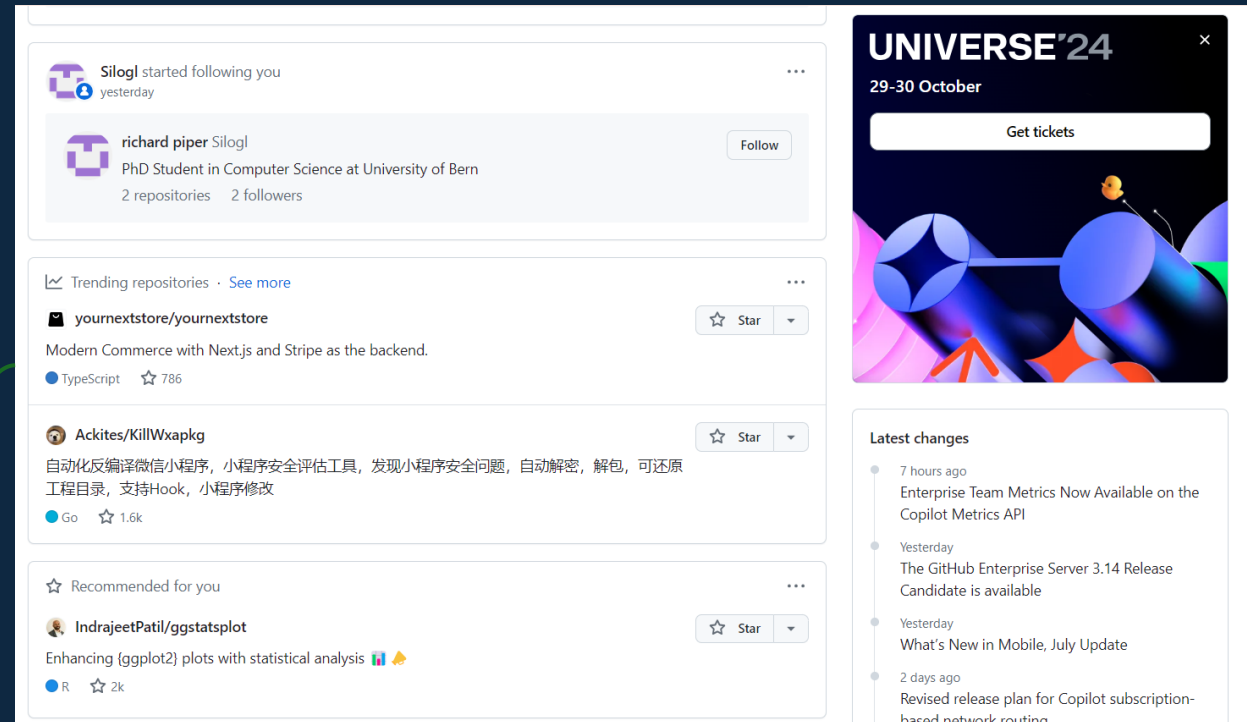 Silogl started following you
yesterday
richard piper Silogl
Follow
PhD Student in Computer Science at University of Bern
2 repositories 2 followers
Trending repositories · See more
yournextstore/yournextstore
Star
Modern Commerce with Next.js and Stripe as the backend.
TypeScript 786
Ackites/KillWxapkg
Star
自动化反编译微信小程序，小程序安全评估工具，发现小程序安全问题，自动解密，解包，可还原
工程目录，支持Hook，小程序修改
Go 1.6k
Recommended for you
IndrajeetPatil/ggstatsplot
Star
Enhancing {ggplot2} plots with statistical analysis 📊 📣
R 2k
UNIVERSE'24
29-30 October
Get tickets
Latest changes
7 hours ago
Enterprise Team Metrics Now Available on the
Copilot Metrics API
Yesterday
The GitHub Enterprise Server 3.14 Release
Candidate is available
Yesterday
What's New in Mobile, July Update
2 days ago
Revised release plan for Copilot subscription-
based network routing